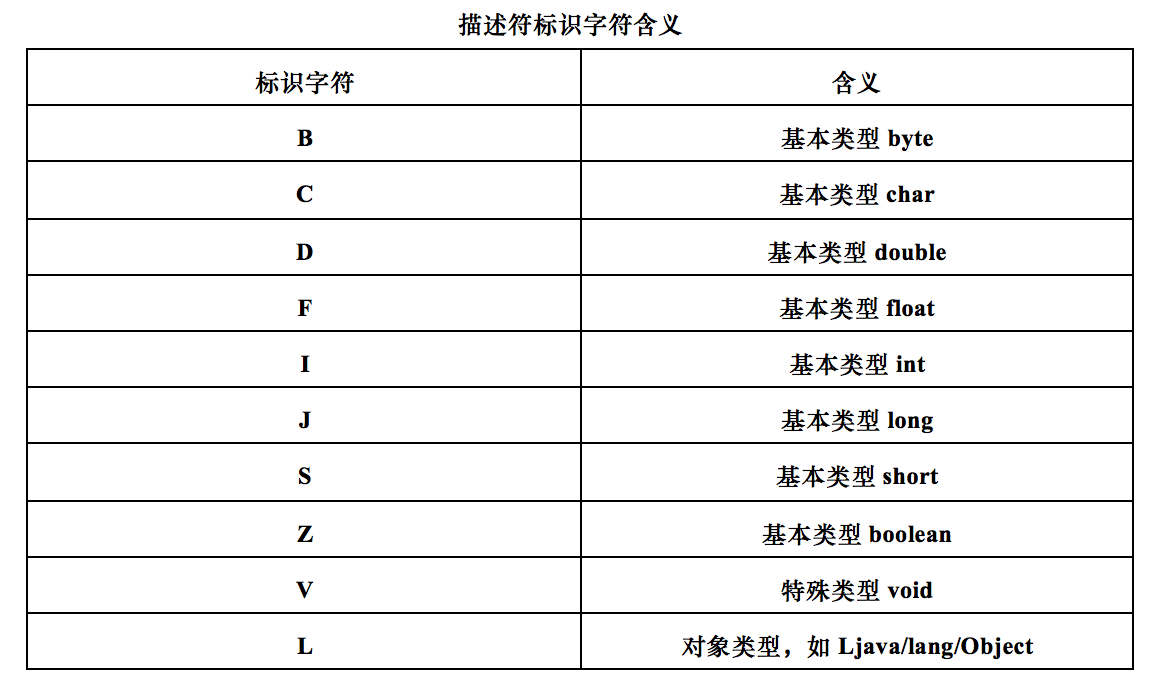 描述符标识字符含义
标识字符 含义
B 基本类型 byte
C 基本类型 char
D 基本类型 double
F 基本类型 float
I 基本类型 int
J 基本类型 long
S 基本类型 short
Z 基本类型 boolean
V 特殊类型 void
L 对象类型，如 Ljava/lang/Object